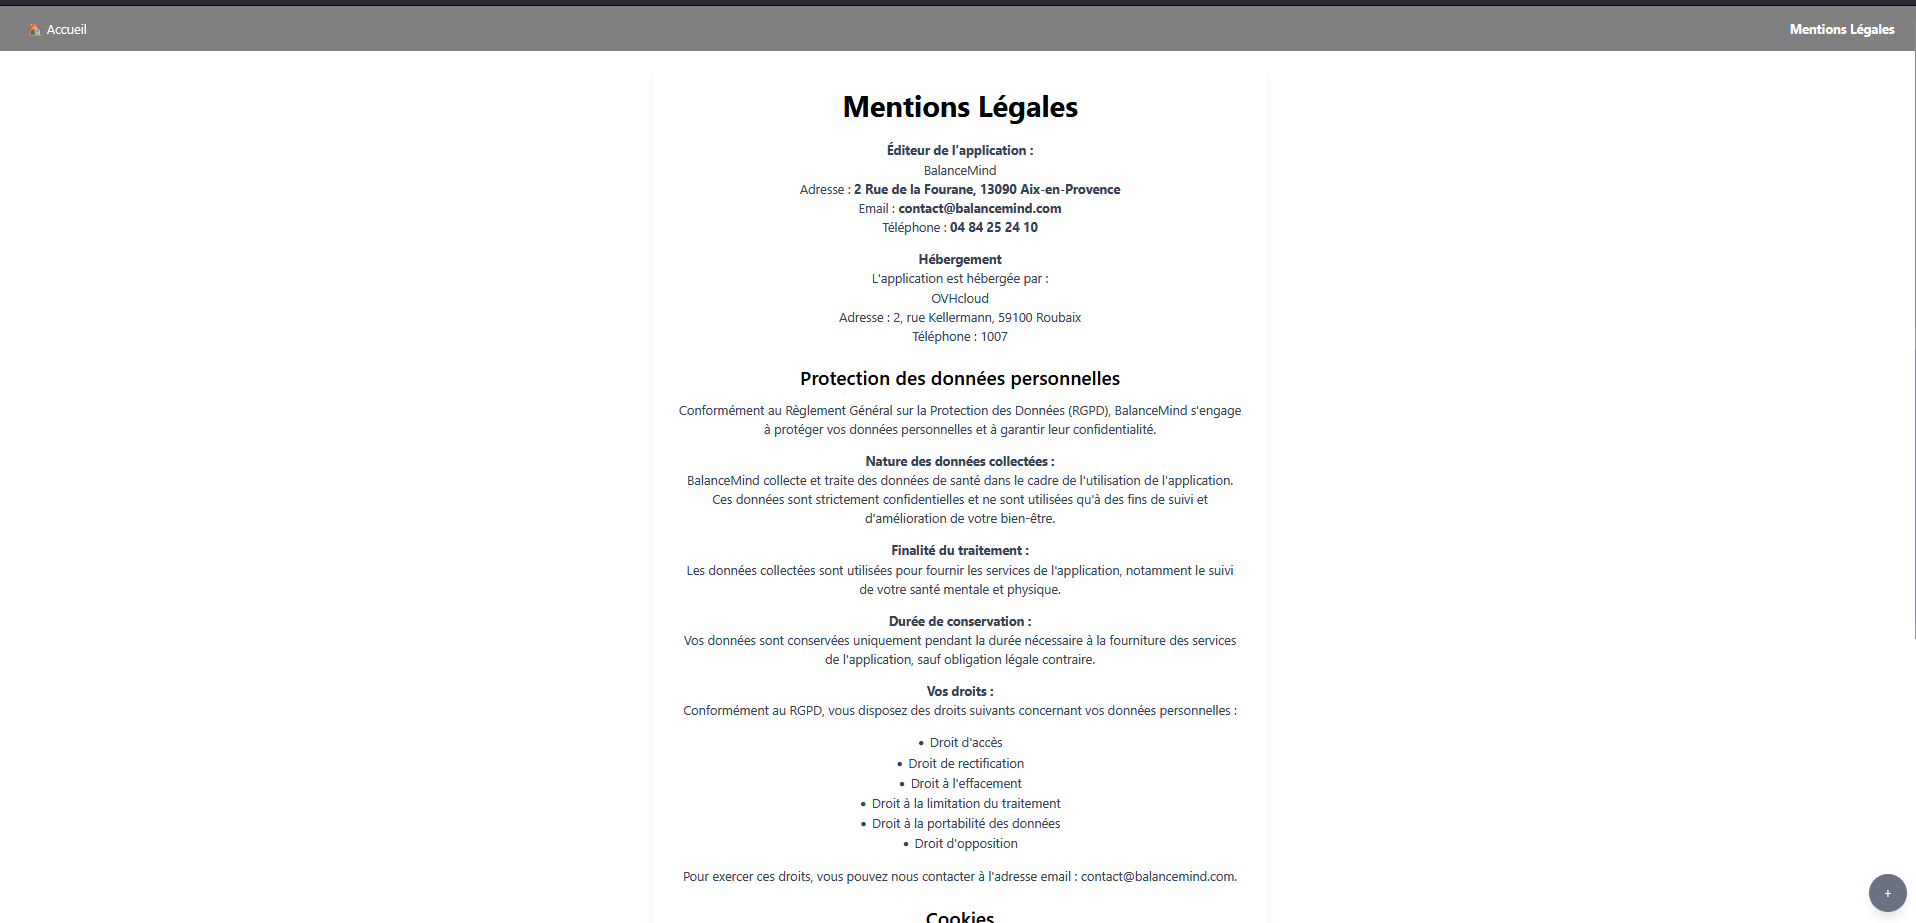 Accueil
Mentions Légales
Mentions Légales
Éditeur de l'application :
BalanceMind
Adresse : 2 Rue de la Fourane, 13090 Aix-en-Provence
Email : contact@balancemind.com
Téléphone : 04 84 25 24 10
Hébergement
L'application est hébergée par :
OVHcloud
Adresse : 2, rue Kellermann, 59100 Roubaix
Téléphone : 1007
Protection des données personnelles
Conformément au Règlement Général sur la Protection des Données (RGPD), BalanceMind s'engage
à protéger vos données personnelles et à garantir leur confidentialité.
Nature des données collectées :
BalanceMind collecte et traite des données de santé dans le cadre de l'utilisation de l'application.
Ces données sont strictement confidentielles et ne sont utilisées qu'à des fins de suivi et
d'amélioration de votre bien-être.
Finalité du traitement :
Les données collectées sont utilisées pour fournir les services de l'application, notamment le suivi
de votre santé mentale et physique.
Durée de conservation :
Vos données sont conservées uniquement pendant la durée nécessaire à la fourniture des services
de l'application, sauf obligation légale contraire.
Vos droits :
Conformément au RGPD, vous disposez des droits suivants concernant vos données personnelles :
• Droit d'accès
• Droit de rectification
• Droit à l'effacement
• Droit à la limitation du traitement
• Droit à la portabilité des données
• Droit d'opposition
Pour exercer ces droits, vous pouvez nous contacter à l'adresse email : contact@balancemind.com.
Cookies
+